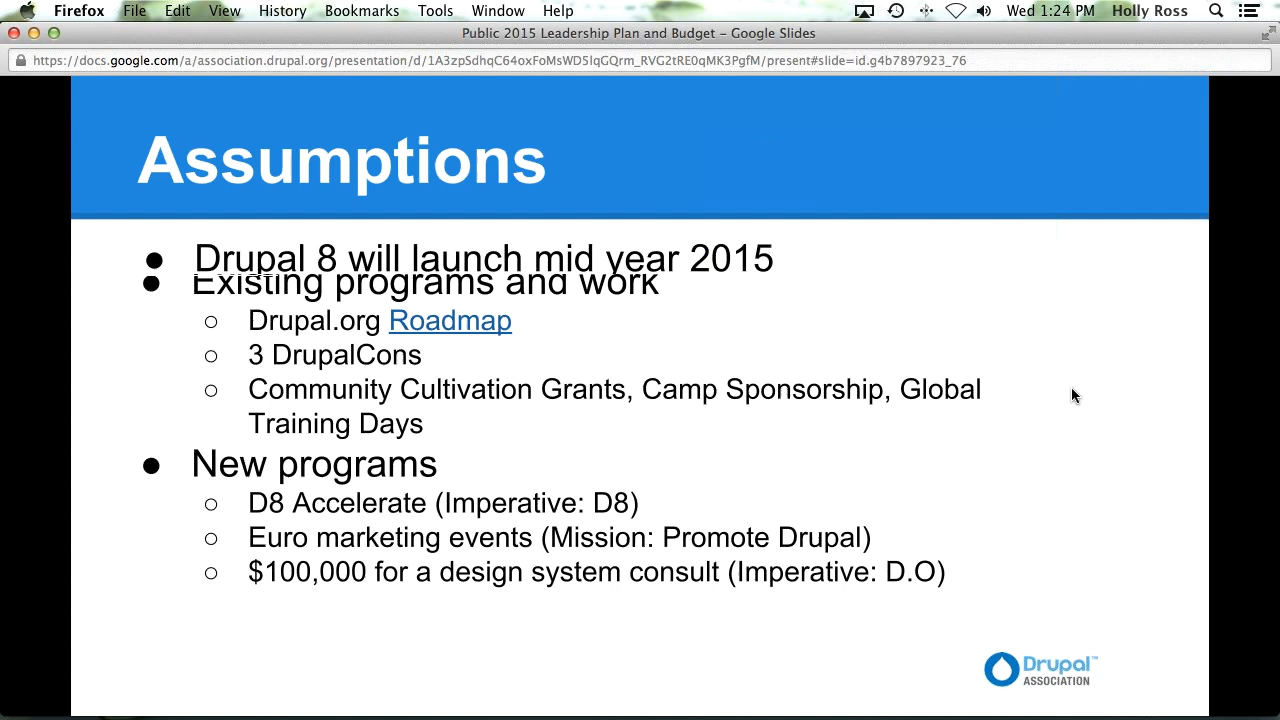 Firefox File Edit View History Bookmarks Tools Window Help Wed 1:24 PM Holly Ross
Public 2015 Leadership Plan and Budget – Google Slides
https://docs.google.com/a/association.drupal.org/presentation/d/1A3zpSdhqC64oxFoMsWD5lqGQrm_RVG2tRE0qMK3PgfM/present#slide=id.g4b7897923_76
Assumptions
● Drupal 8 will launch mid year 2015
● Existing programs and work
○ Drupal.org Roadmap
○ 3 DrupalCons
○ Community Cultivation Grants, Camp Sponsorship, Global
Training Days
● New programs
○ D8 Accelerate (Imperative: D8)
○ Euro marketing events (Mission: Promote Drupal)
○ $100,000 for a design system consult (Imperative: D.O)
Drupal™
ASSOCIATION